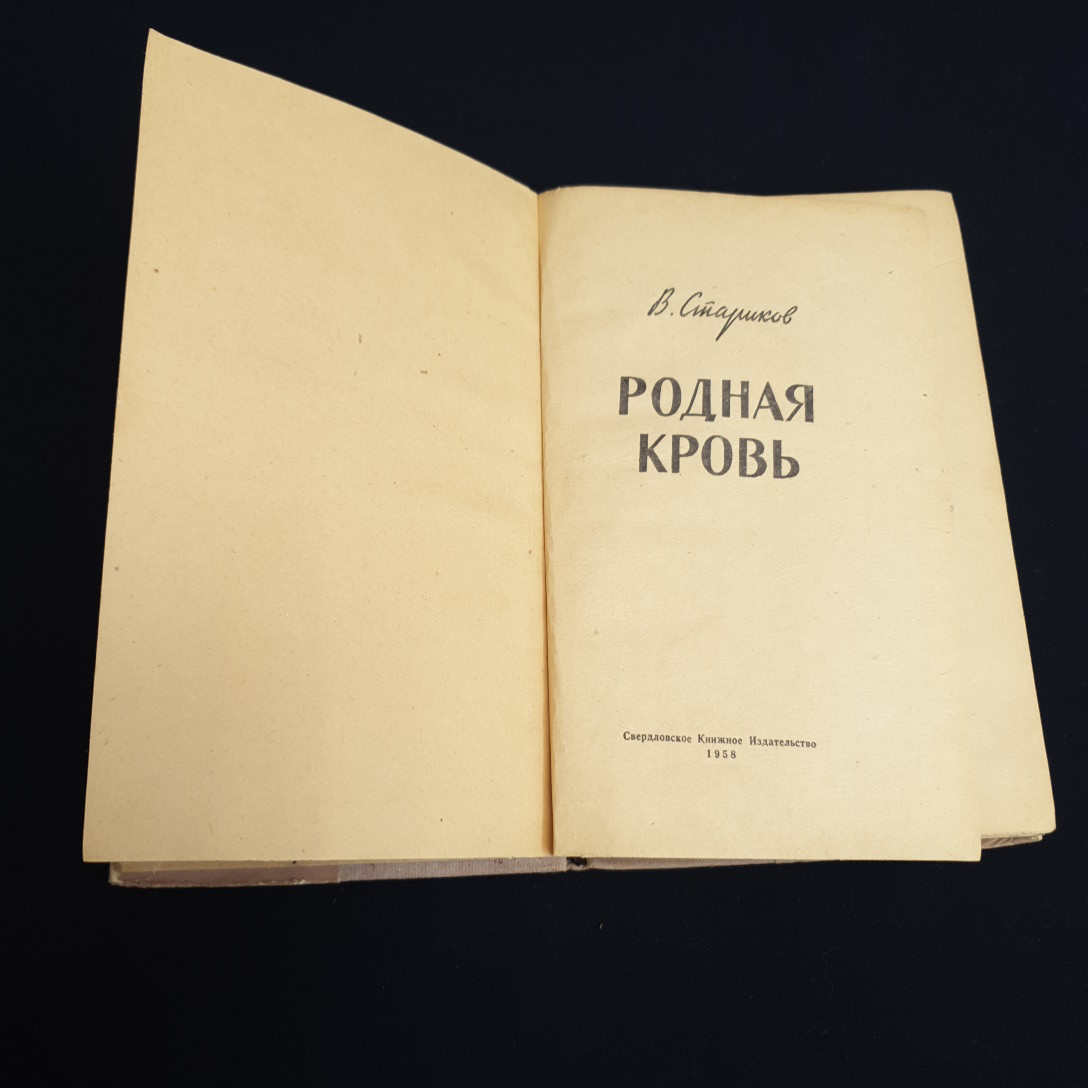 В. Стариков
РОДНАЯ
КРОВЬ
Свердловское Книжное Издательство
1958